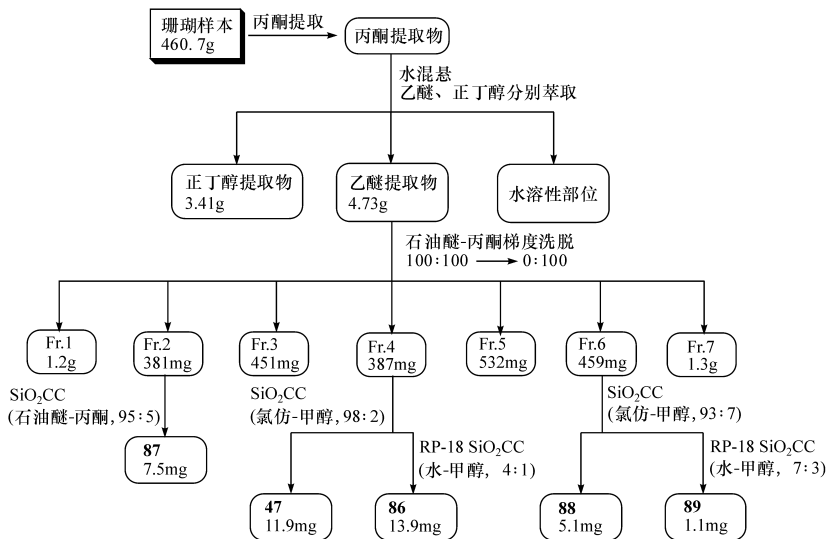 珊瑚样本
460.7g
丙酮提取
丙酮提取物
水混悬
乙醚、正丁醇分别萃取
正丁醇提取物
3.41g
乙醚提取物
4.73g
水溶性部位
石油醚-丙酮梯度洗脱
100:100 0:100
Fr.1
1.2g
Fr.2
381mg
Fr.3
451mg
Fr.4
387mg
Fr.5
532mg
Fr.6
459mg
Fr.7
1.3g
SiO₂CC
(石油醚-丙酮,95:5)
SiO₂CC
(氯仿-甲醇,98:2)
SiO₂CC
(氯仿-甲醇,93:7)
87
7.5mg
RP-18 SiO₂CC
(水-甲醇, 4:1)
RP-18 SiO₂CC
(水-甲醇, 7:3)
47
11.9mg
86
13.9mg
88
5.1mg
89
1.1mg